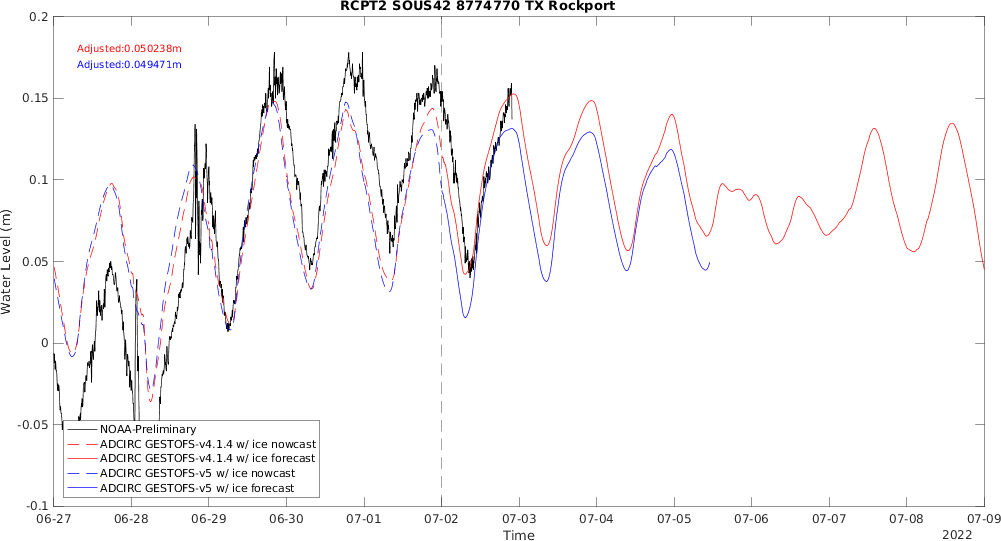 RCPT2 SOUS42 8774770 TX Rockport
Adjusted:0.050238m
Adjusted:0.049471m
Water Level (m)
0.2
0.15
0.1
0.05
0
-0.05
-0.1
NOAA-Preliminary
ADCIRC GESTOFS-v4.1.4 w/ ice nowcast
ADCIRC GESTOFS-v4.1.4 w/ ice forecast
ADCIRC GESTOFS-v5 w/ ice nowcast
ADCIRC GESTOFS-v5 w/ ice forecast
06-27 06-28 06-29 06-30 07-01 07-02 07-03 07-04 07-05 07-06 07-07 07-08 07-09
Time
2022